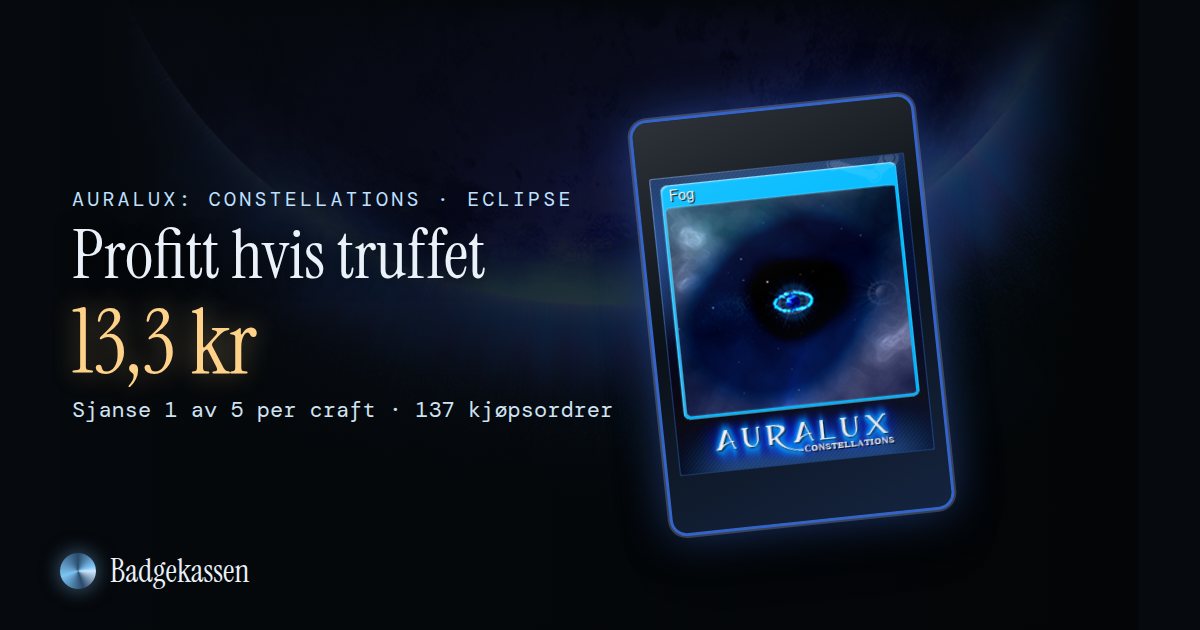 AURALUX: CONSTELLATIONS · ECLIPSE
Profitt hvis truffet
13,3 kr
Sjanse 1 av 5 per craft · 137 kjøpsordrer
Fog
AURALUX
CONSTELLATIONS
Badgekassen